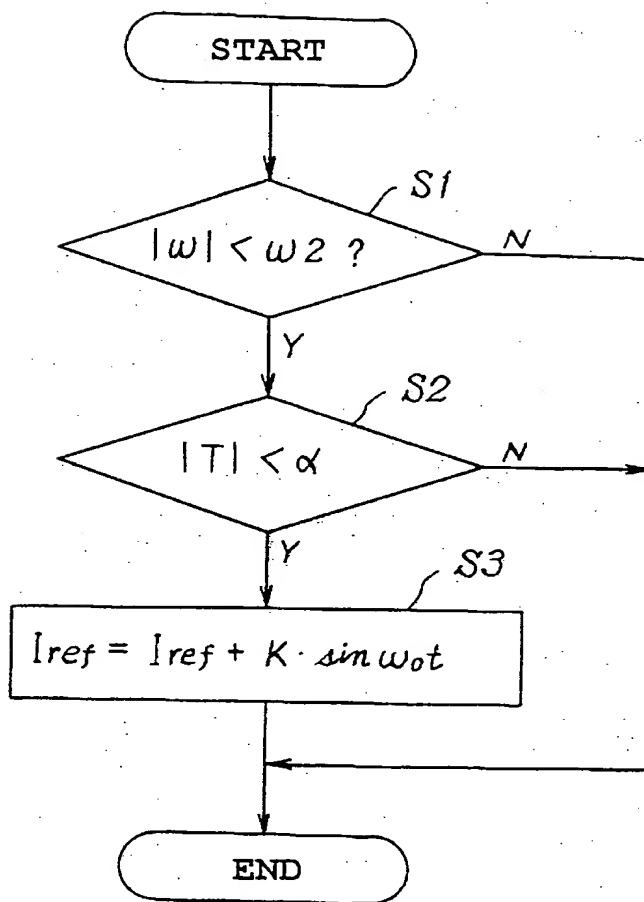 START
S1
|ω| < ω2 ?
N
Y
S2
|T| < α
N
Y
S3
Iref = Iref + K · sin ω₀t
END